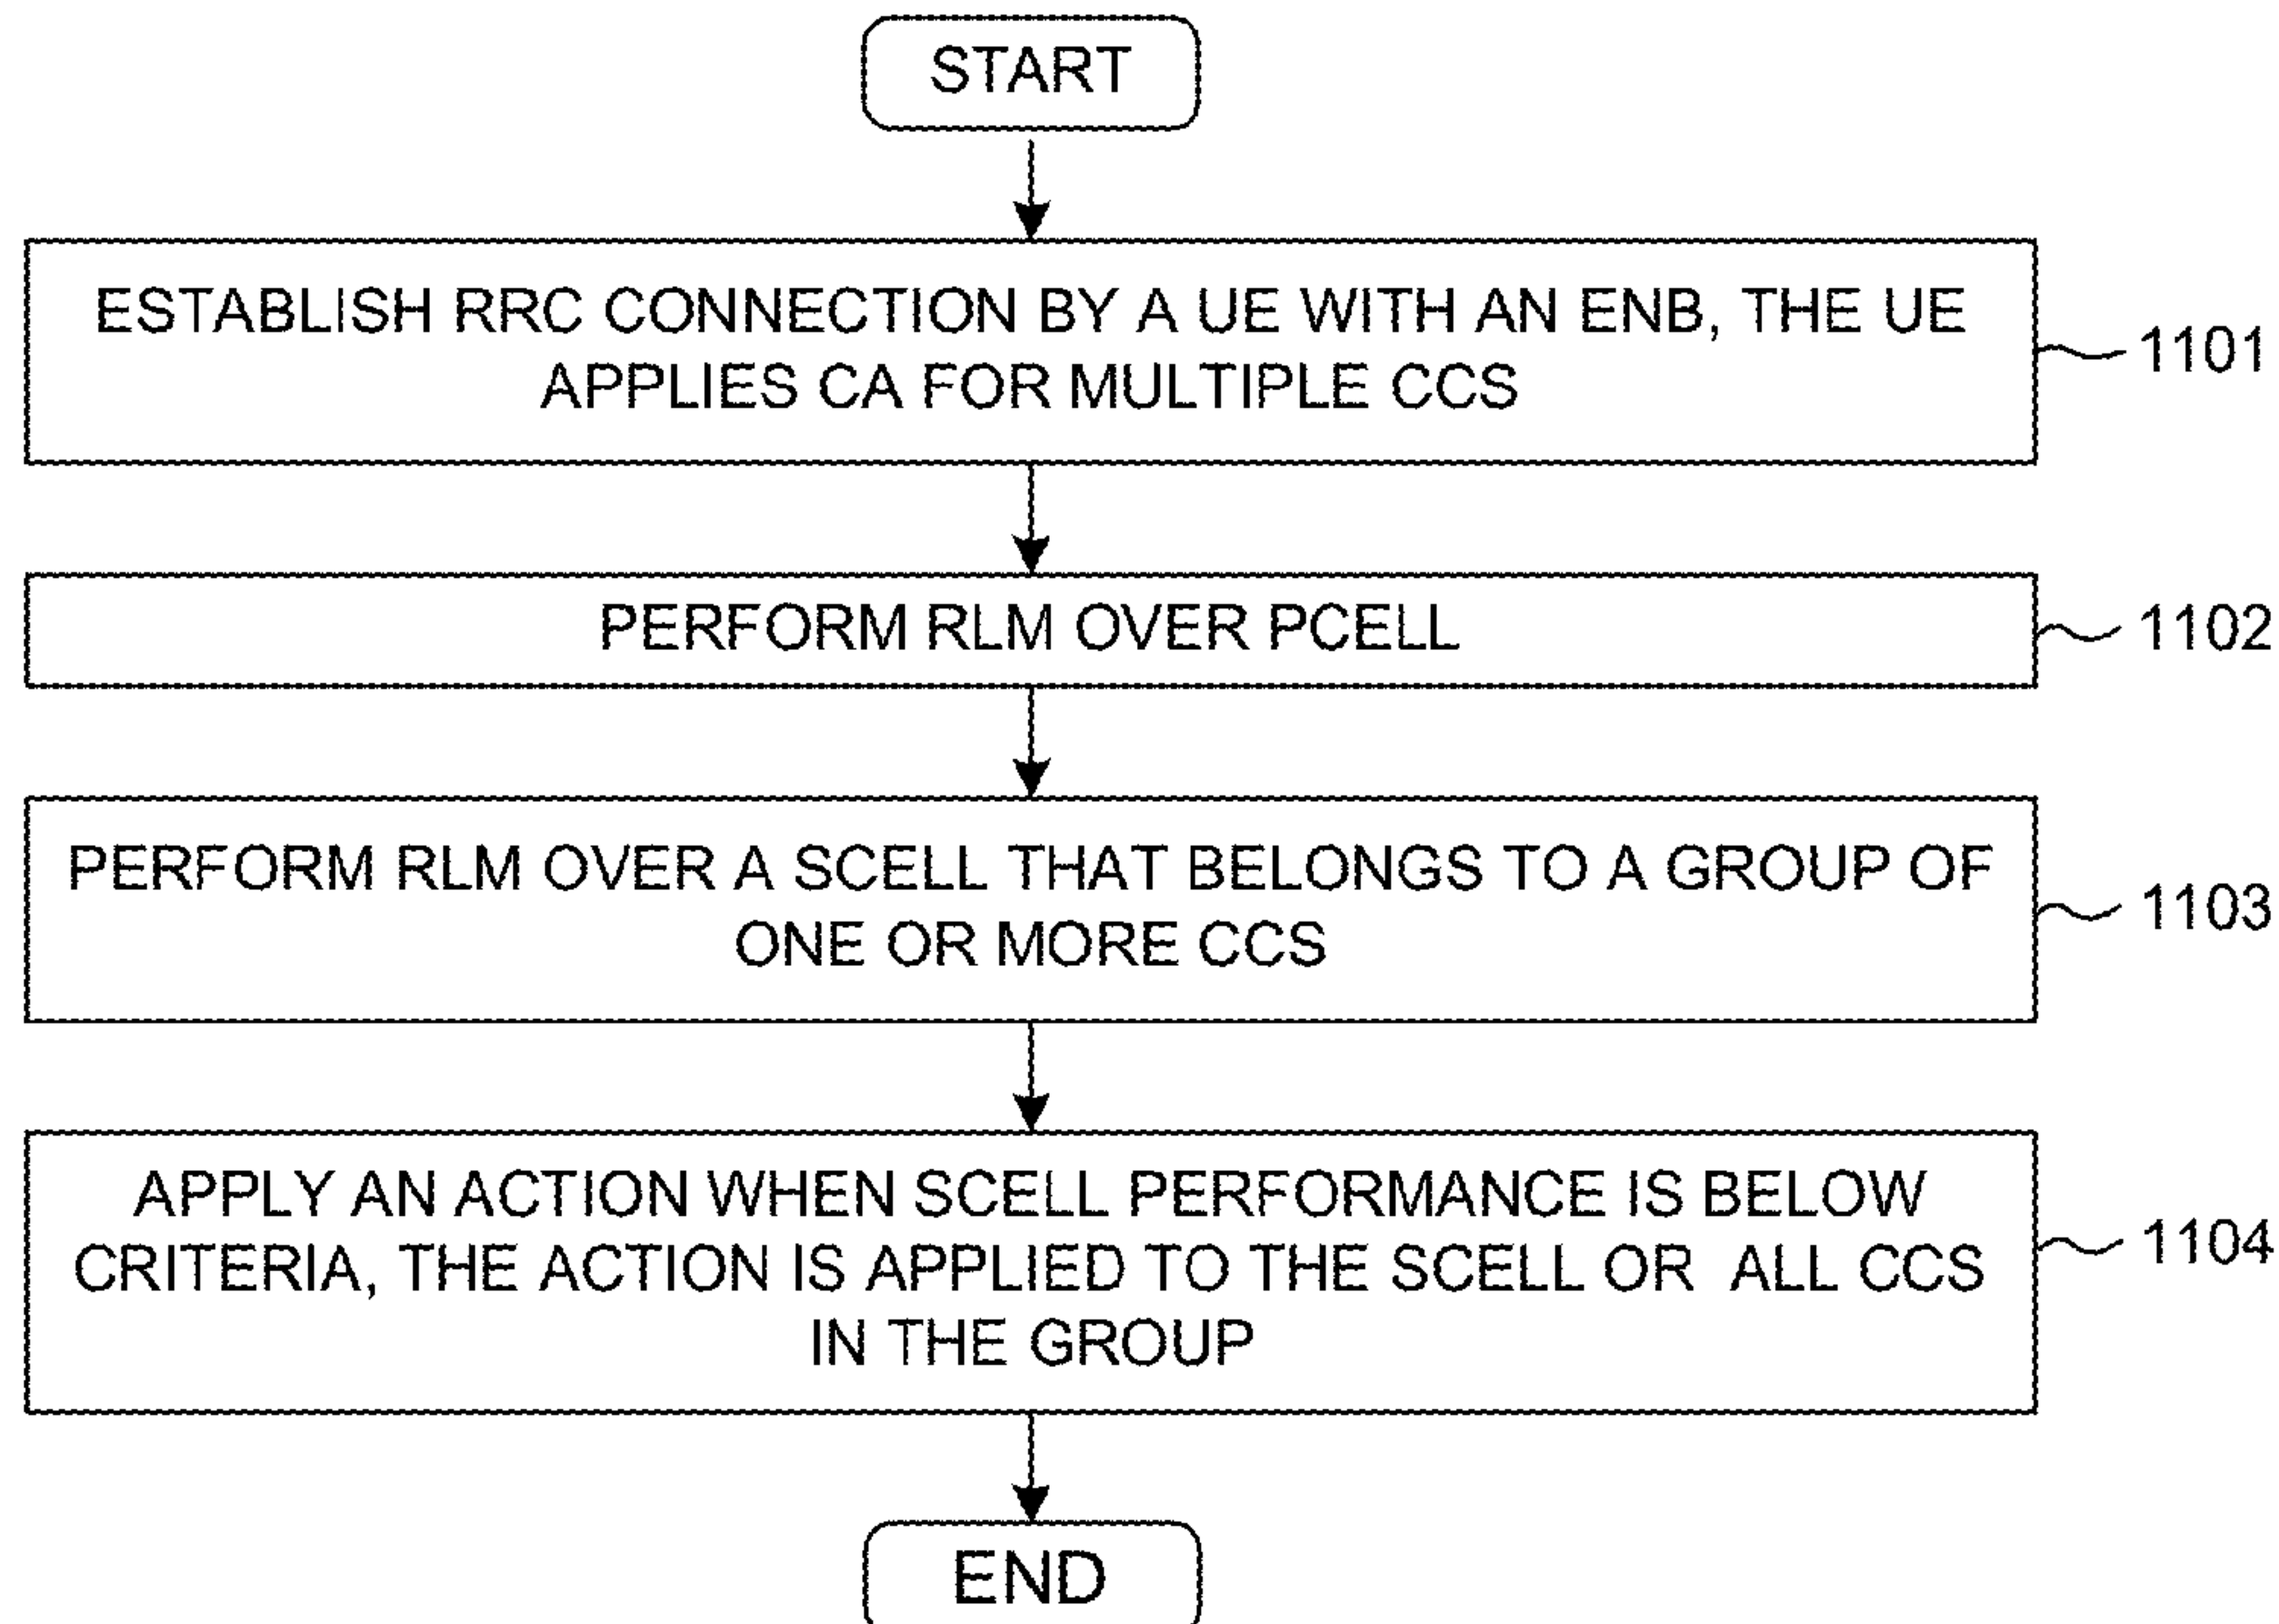 START
ESTABLISH RRC CONNECTION BY A UE WITH AN ENB, THE UE
APPLIES CA FOR MULTIPLE CCS
1101
PERFORM RLM OVER PCELL
1102
PERFORM RLM OVER A SCELL THAT BELONGS TO A GROUP OF
ONE OR MORE CCS
1103
APPLY AN ACTION WHEN SCELL PERFORMANCE IS BELOW
CRITERIA, THE ACTION IS APPLIED TO THE SCELL OR ALL CCS
IN THE GROUP
1104
END